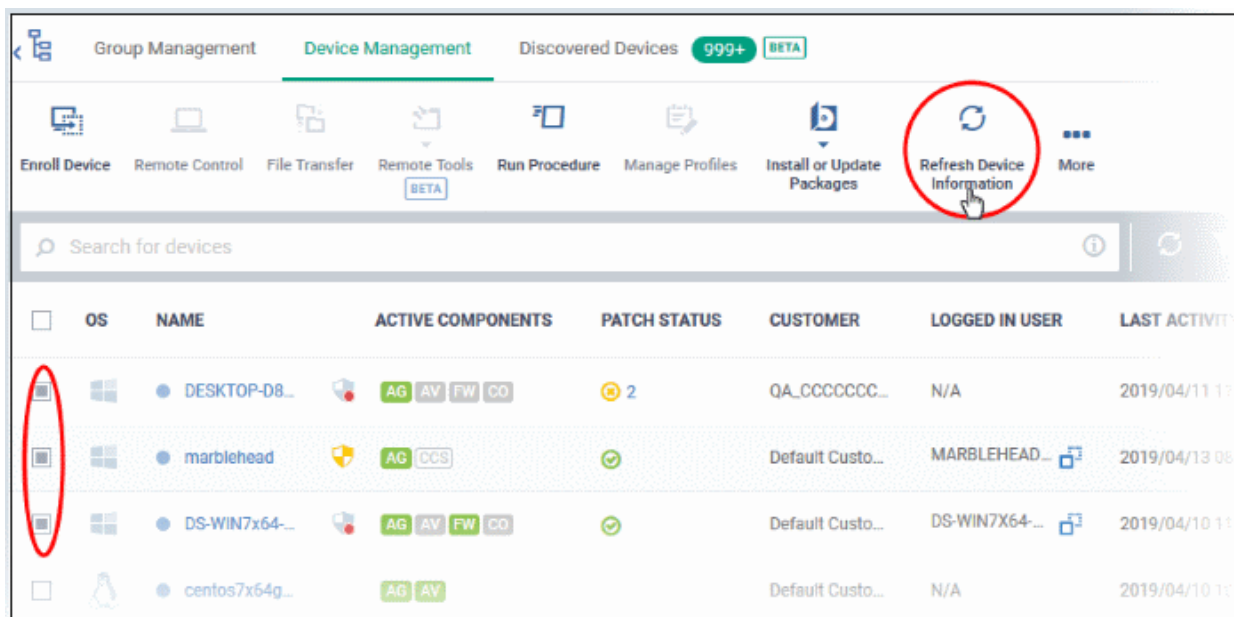 Group Management Device Management Discovered Devices 999+ BETA
Enroll Device Remote Control File Transfer Remote Tools Run Procedure Manage Profiles Install or Update Refresh Device More
BETA Packages Information
Search for devices
OS NAME ACTIVE COMPONENTS PATCH STATUS CUSTOMER LOGGED IN USER LAST ACTIVITY
DESKTOP-D8... AG AV FW CO 2 QA_CCCCCCC... N/A 2019/04/11
marblehead AG CCS Default Custo... MARBLEHEAD... 2019/04/13 08
DS-WIN7x64-... AG AV FW CO Default Custo... DS-WIN7X64-... 2019/04/10 11
centos7x64g... AG AV Default Custo... N/A 2019/04/10